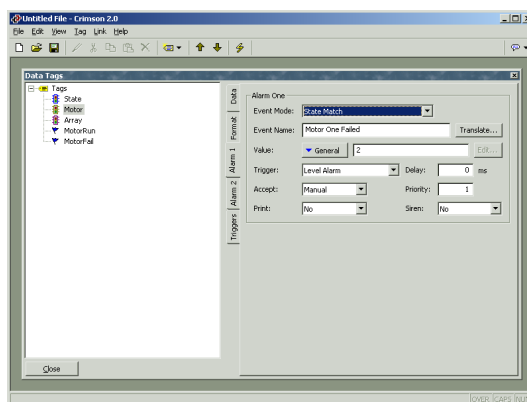 Untitled File - Crimson 2.0
File Edit View Tag Link Help
Data Tags
Tags
State
Motor
Array
MotorRun
MotorFail
Data
Format
Alarm 1
Alarm 2
Triggers
Alarm One
Event Mode: State Match
Event Name: Motor One Failed Translate...
Value: General 2 Edit...
Trigger: Level Alarm Delay: 0 ms
Accept: Manual Priority: 1
Print: No Siren: No
Close
OVER CAPS NUM